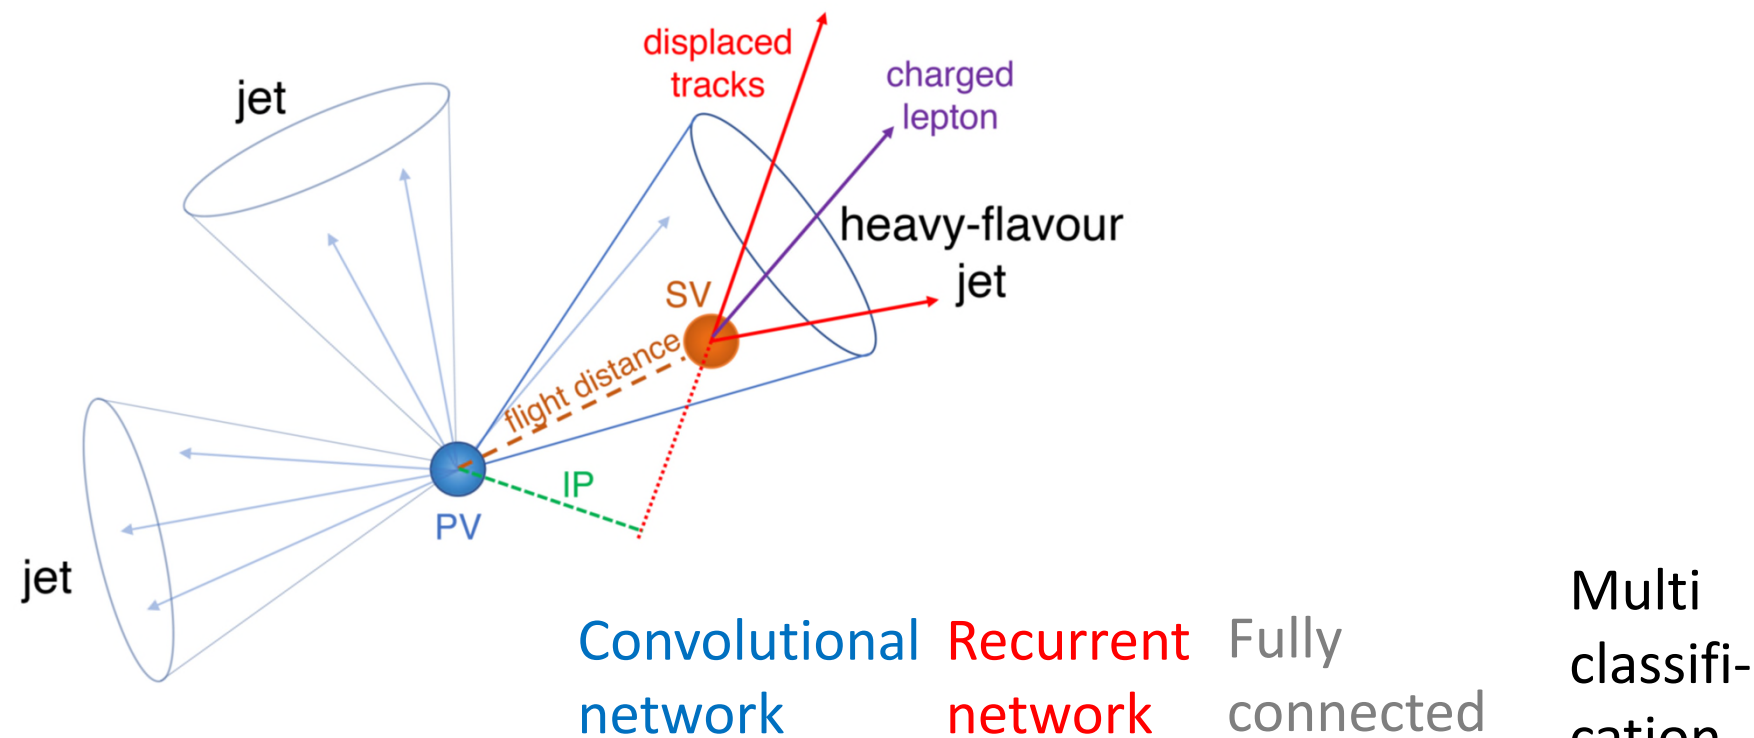 displaced
tracks
charged
lepton
jet
heavy-flavour
jet
SV
flight distance
IP
PV
jet
Convolutional
network
Recurrent
network
Fully
connected
Multi
classifi-
cation